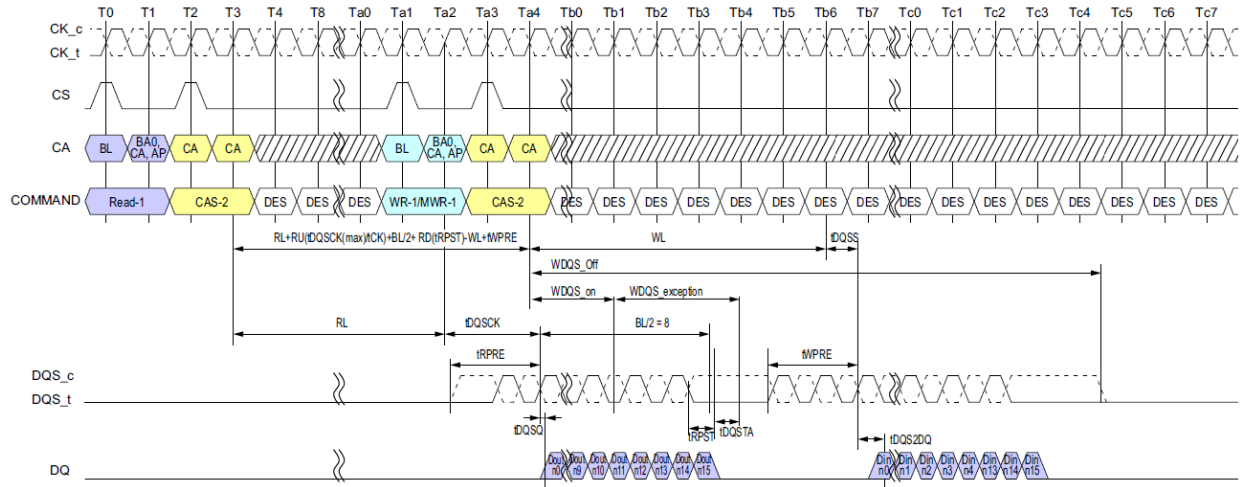 T0 T1 T2 T3 T4 T8 Ta0 Ta1 Ta2 Ta3 Ta4 Tb0 Tb1 Tb2 Tb3 Tb4 Tb5 Tb6 Tb7 Tc0 Tc1 Tc2 Tc3 Tc4 Tc5 Tc6 Tc7
CK_c
CK_t
CS
CA BL BA0, CA, AP CA CA BL BA0, CA, AP CA CA
COMMAND Read-1 CAS-2 DES DES DES WR-1/MWR-1 CAS-2 DES DES DES DES DES DES DES DES DES DES DES DES DES DES DES DES
RL+RU(tDQSCK(max)/tCK)+BL/2+ RD(tRPST)-WL+tWPRE WL tDQSS
WDQS_Off
WDQS_on WDQS_exception
RL tDQSCK BL/2 = 8
tRPRE tWPRE
DQS_c
DQS_t
tDQSQ tRPST tDQSTA tDQS2DQ
DQ Dout n0 Dout n9 Dout n10 Dout n11 Dout n12 Dout n13 Dout n14 Dout n15 Din n0 Din n1 Din n2 Din n3 Din n4 Din n13 Din n14 Din n15